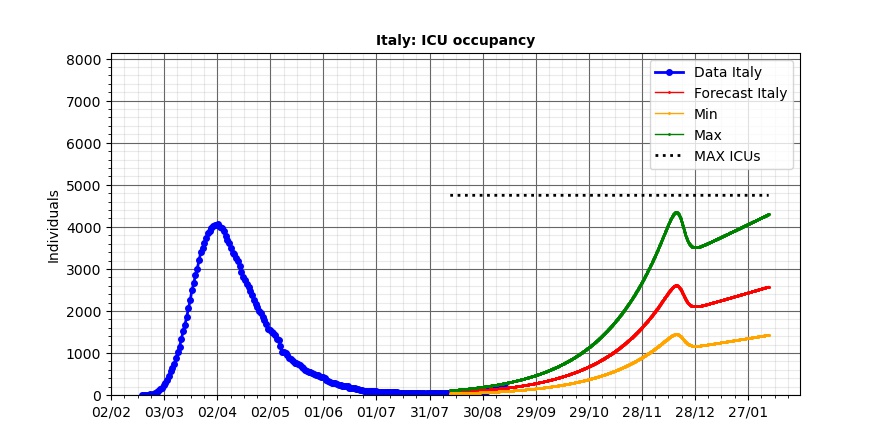 Italy: ICU occupancy
Individuals
8000
7000
6000
5000
4000
3000
2000
1000
0
02/02 03/03 02/04 02/05 01/06 01/07 31/07 30/08 29/09 29/10 28/11 28/12 27/01
Data Italy
Forecast Italy
Min
Max
MAX ICUs